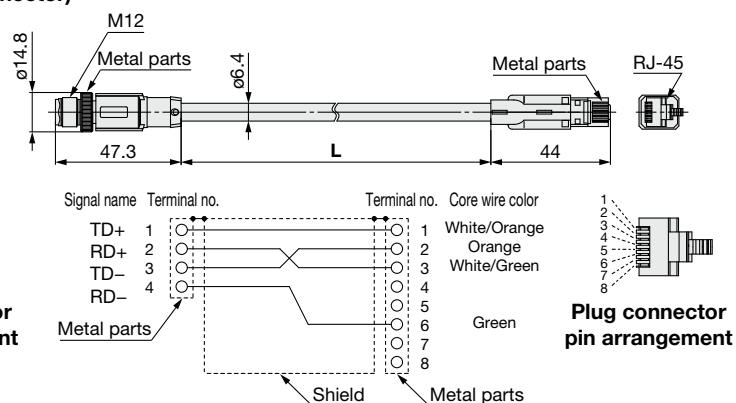 M12
ø14.8
Metal parts
ø6.4
Metal parts
RJ-45
47.3
L
44
Signal name Terminal no.
Terminal no. Core wire color
TD+ 1
RD+ 2
TD− 3
RD− 4
1 White/Orange
2 Orange
3 White/Green
4
5
6 Green
7
8
Metal parts
Shield
Metal parts
1
2
3
4
5
6
7
8
Plug connector
pin arrangement